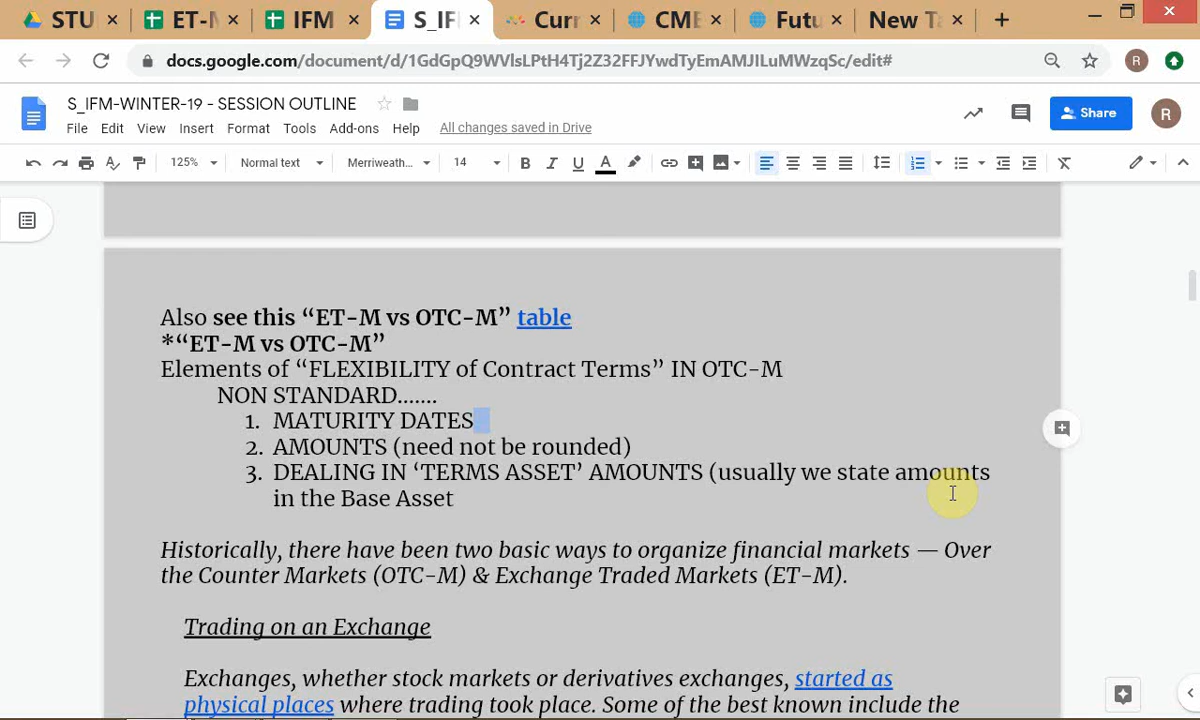 STU
ET-M
IFM
S_IF
Curr
CME
Futu
New T
docs.google.com/document/d/1GdGpQ9WVlsLPtH4Tj2Z32FFJYwdTyEmAMJILuMWzqSc/edit#
R
S_IFM-WINTER-19 - SESSION OUTLINE
Share
R
File Edit View Insert Format Tools Add-ons Help All changes saved in Drive
125% Normal text Merriweath... 14 B I U A
Also see this “ET-M vs OTC-M” table
*“ET-M vs OTC-M”
Elements of “FLEXIBILITY of Contract Terms” IN OTC-M
NON STANDARD…….
1. MATURITY DATES
2. AMOUNTS (need not be rounded)
3. DEALING IN ‘TERMS ASSET’ AMOUNTS (usually we state amounts
in the Base Asset
Historically, there have been two basic ways to organize financial markets — Over
the Counter Markets (OTC-M) & Exchange Traded Markets (ET-M).
Trading on an Exchange
Exchanges, whether stock markets or derivatives exchanges, started as
physical places where trading took place. Some of the best known include the